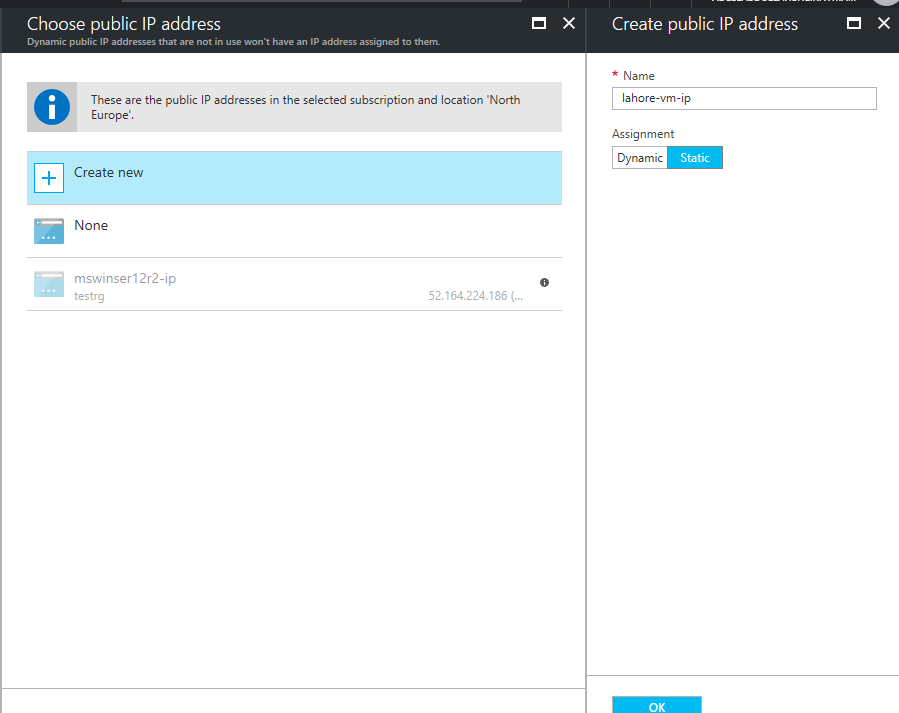 Choose public IP address
Dynamic public IP addresses that are not in use won't have an IP address assigned to them.
These are the public IP addresses in the selected subscription and location 'North
Europe'.
Create new
None
mswinser12r2-ip
testrg
52.164.224.186 (...
Create public IP address
* Name
lahore-vm-ip
Assignment
Dynamic Static
OK